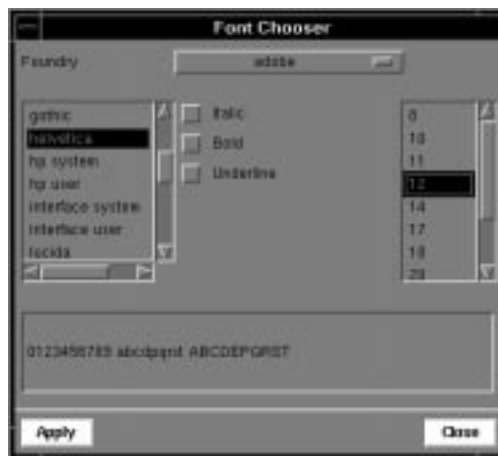 Font Chooser
Foundry
adobe
gothic
helvetica
hp system
hp user
interface system
interface user
lucida
Italic
Bold
Underline
8
10
11
12
14
17
18
20
0123456789 abcdpqrst ABCDEPQRST
Apply
Close